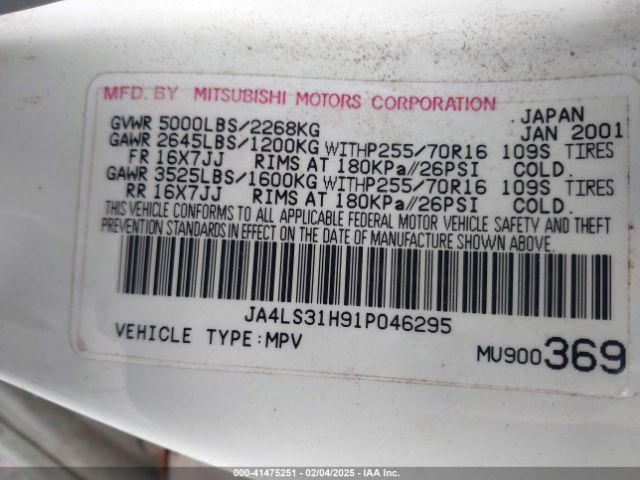 MFD. BY MITSUBISHI MOTORS CORPORATION
JAPAN
GVWR 5000LBS/2268KG JAN 2001
GAWR 2645LBS/1200KG WITHP255/70R16 109S TIRES
FR 16X7JJ RIMS AT 180KPa//26PSI COLD.
GAWR 3525LBS/1600KG WITHP255/70R16 109S TIRES
RR 16X7JJ RIMS AT 180KPa//26PSI COLD.
THIS VEHICLE CONFORMS TO ALL APPLICABLE FEDERAL MOTOR VEHICLE SAFETY AND THEFT
PREVENTION STANDARDS IN EFFECT ON THE DATE OF MANUFACTURE SHOWN ABOVE.
JA4LS31H91P046295
VEHICLE TYPE:MPV
MU900369
000-41475251 - 02/04/2025 - IAA Holdings, LLC.